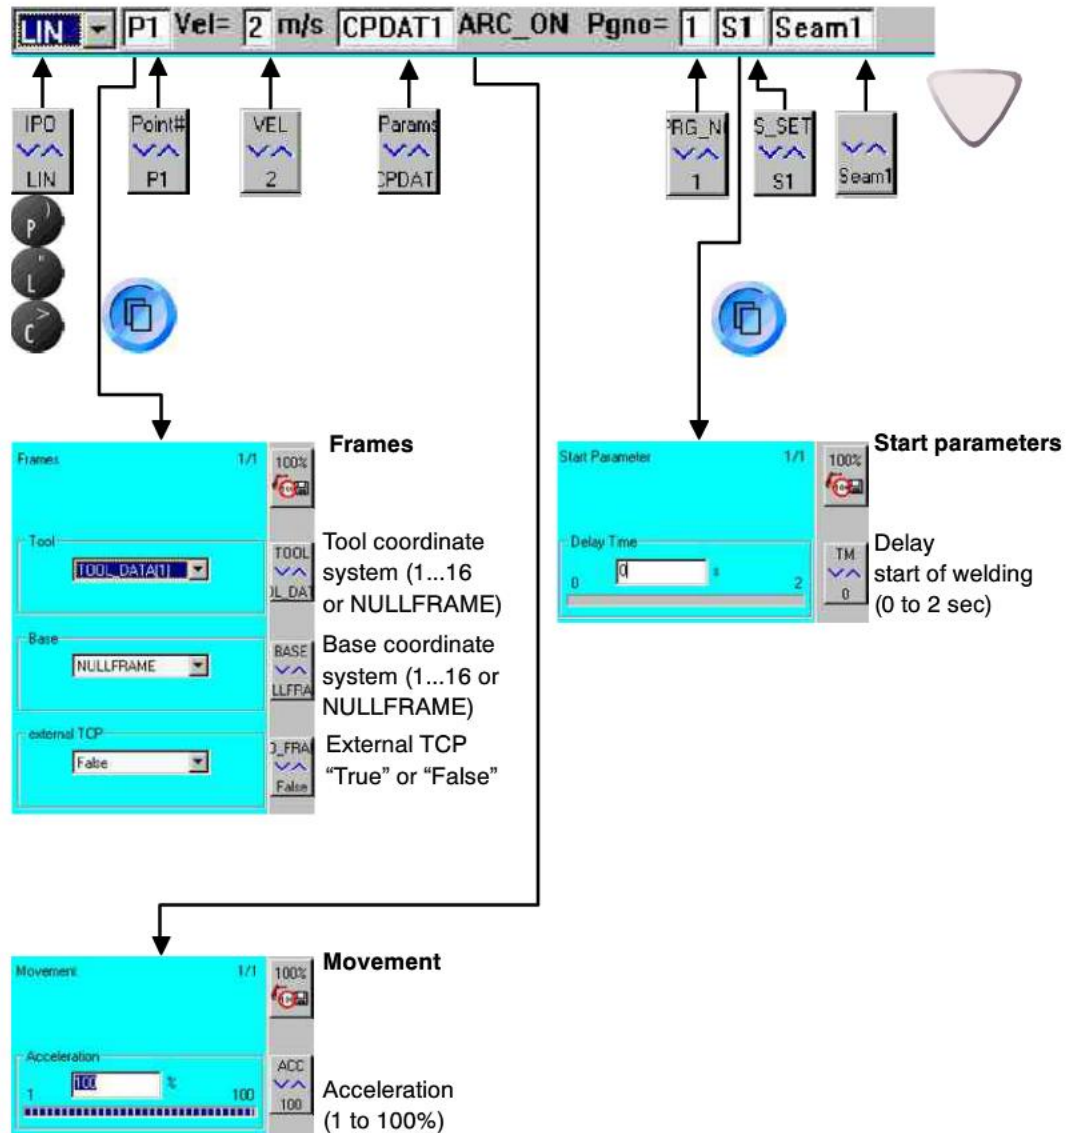 LIN P1 Vel= 2 m/s CPDAT1 ARC_ON Pgno= 1 S1 Seam1
IPO
LIN
Point#
P1
VEL
2
Params
CPDAT
PRG_N
1
S_SET
S1
Seam1
P )
L "
C >
Frames
Frames 1/1
100%
Tool
TOOL_DATA[1]
TOOL
OL_DAT
Tool coordinate
system (1...16
or NULLFRAME)
Base
NULLFRAME
BASE
LLFRA
Base coordinate
system (1...16 or
NULLFRAME)
external TCP
False
O_FRA
False
External TCP
“True” or “False”
Start parameters
Start Parameter 1/1
100%
Delay Time
0 0 s 2
TM
0
Delay
start of welding
(0 to 2 sec)
Movement
Movement 1/1
100%
Acceleration
1 100 % 100
ACC
100
Acceleration
(1 to 100%)